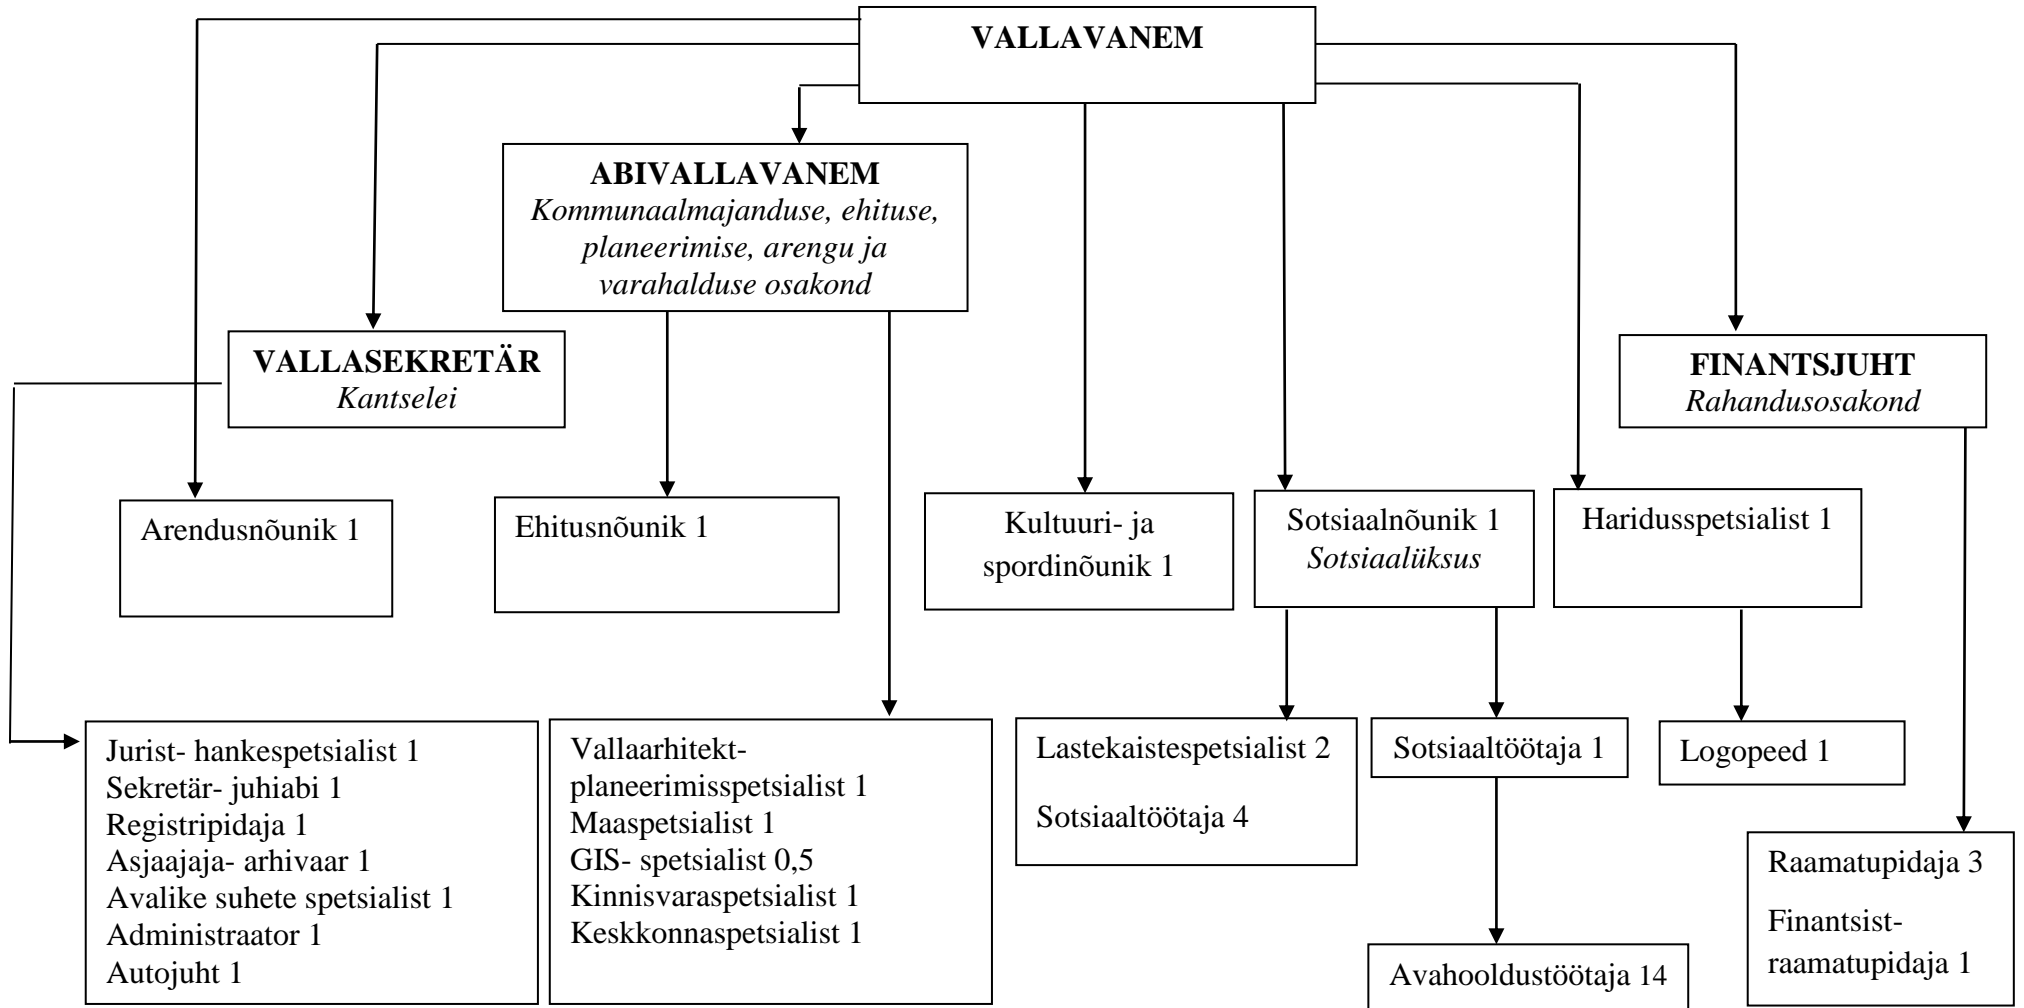 VALLAVANEM
ABIVALLAVANEM
Kommunaalmajanduse, ehituse,
planeerimise, arengu ja
varahalduse osakond
VALLASEKRETÄR
Kantselei
FINANTSJUHT
Rahandusosakond
Arendusnõunik 1
Ehitusnõunik 1
Kultuuri- ja
spordinõunik 1
Sotsiaalnõunik 1
Sotsiaalüksus
Haridusspetsialist 1
Jurist- hankespetsialist 1
Sekretär- juhiabi 1
Registripidaja 1
Asjaajaja- arhivaar 1
Avalike suhete spetsialist 1
Administraator 1
Autojuht 1
Vallaarhitekt-
planeerimisspetsialist 1
Maaspetsialist 1
GIS- spetsialist 0,5
Kinnisvaraspetsialist 1
Keskkonnaspetsialist 1
Lastekaistespetsialist 2
Sotsiaaltöötaja 4
Sotsiaaltöötaja 1
Logopeed 1
Avahooldustöötaja 14
Raamatupidaja 3
Finantsist-
raamatupidaja 1